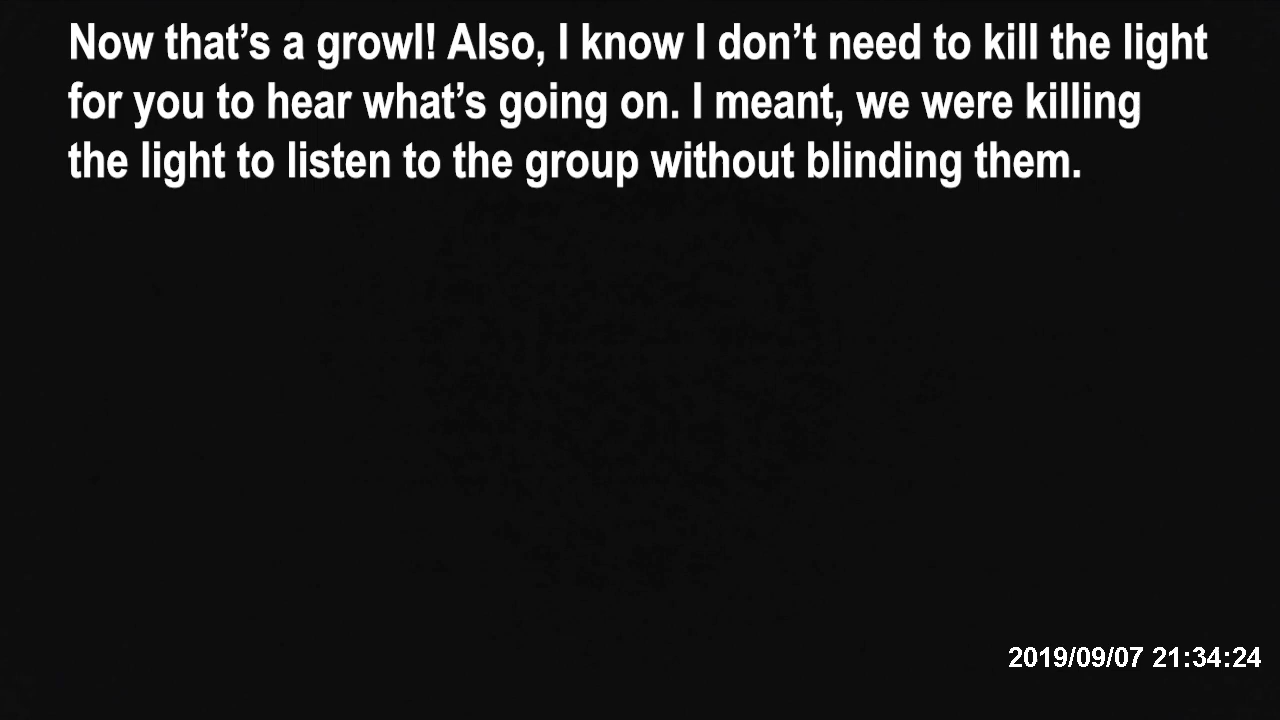 Now that’s a growl! Also, I know I don’t need to kill the light
for you to hear what’s going on. I meant, we were killing
the light to listen to the group without blinding them.
2019/09/07 21:34:24